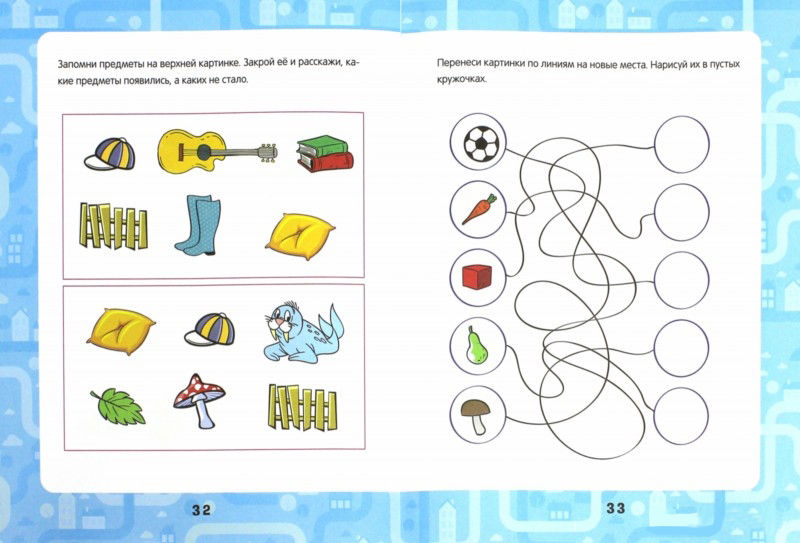 Запомни предметы на верхней картинке. Закрой её и расскажи, ка-
кие предметы появились, а каких не стало.
Перенеси картинки по линиям на новые места. Нарисуй их в пустых
кружочках.
32
33